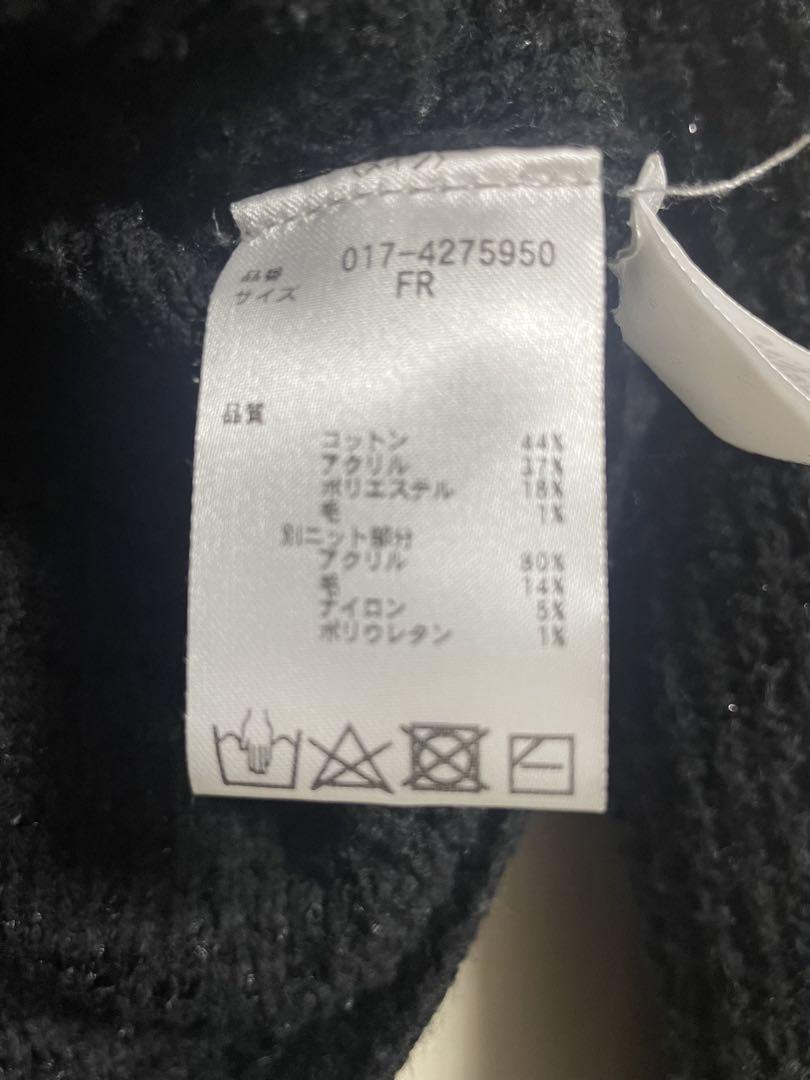 品番 017-4275950
サイズ FR
品質
コットン 44%
アクリル 37%
ポリエステル 18%
毛 1%
別ニット部分
アクリル 80%
毛 14%
ナイロン 5%
ポリウレタン 1%